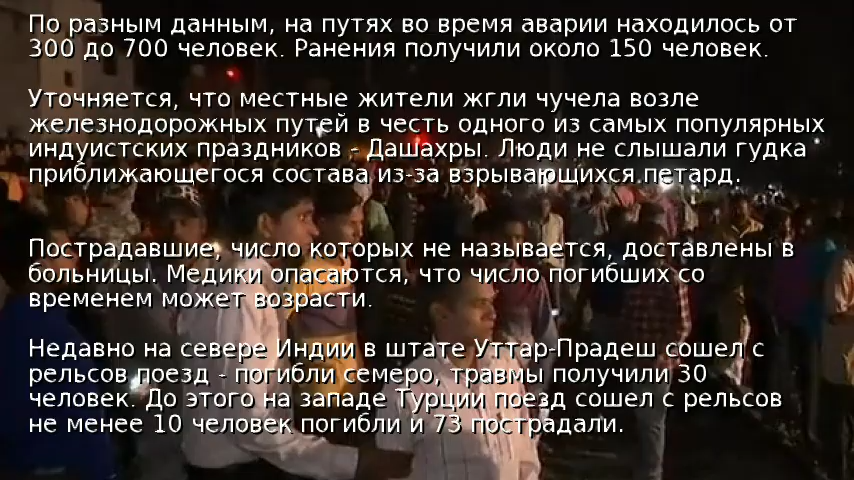 По разным данным, на путях во время аварии находилось от
300 до 700 человек. Ранения получили около 150 человек.
Уточняется, что местные жители жгли чучела возле
железнодорожных путей в честь одного из самых популярных
индуистских праздников - Дашахры. Люди не слышали гудка
приближающегося состава из-за взрывающихся петард.
Пострадавшие, число которых не называется, доставлены в
больницы. Медики опасаются, что число погибших со
временем может возрасти.
Недавно на севере Индии в штате Уттар-Прадеш сошел с
рельсов поезд - погибли семеро, травмы получили 30
человек. До этого на западе Турции поезд сошел с рельсов
не менее 10 человек погибли и 73 пострадали.